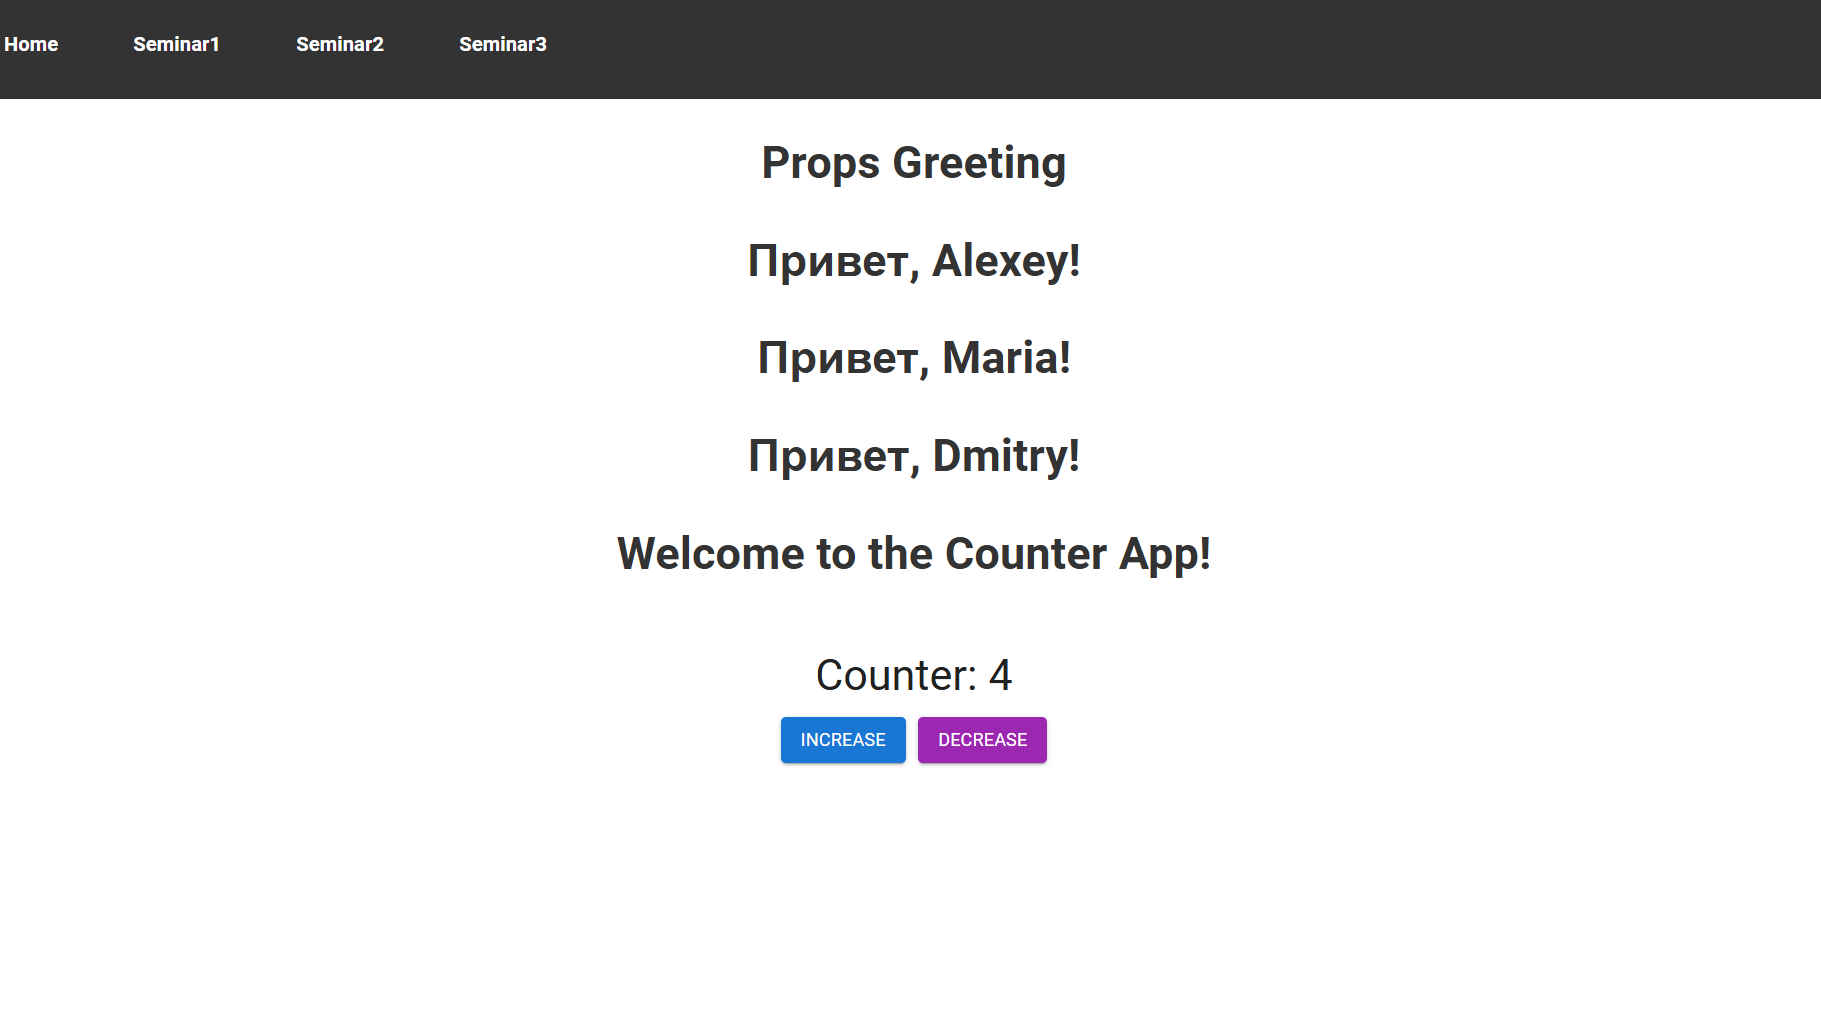 Home Seminar1 Seminar2 Seminar3
Props Greeting
Привет, Alexey!
Привет, Maria!
Привет, Dmitry!
Welcome to the Counter App!
Counter: 4
INCREASE DECREASE